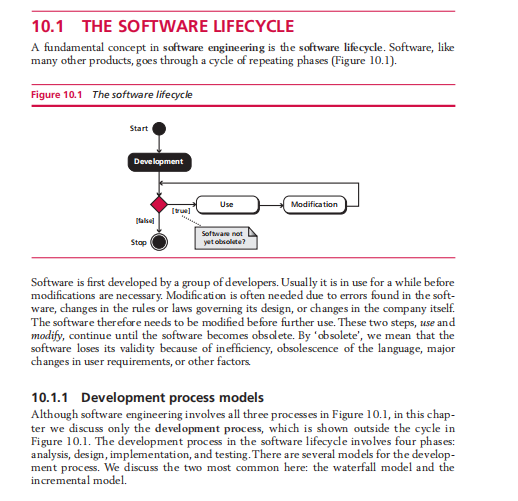 10.1 THE SOFTWARE LIFECYCLE
A fundamental concept in software engineering is the software lifecycle. Software, like
many other products, goes through a cycle of repeating phases (Figure 10.1).
Figure 10.1 The software lifecycle
Start
Development
Use
Modification
[true]
[false]
Software not
yet obsolete?
Stop
Software is first developed by a group of developers. Usually it is in use for a while before
modifications are necessary. Modification is often needed due to errors found in the soft-
ware, changes in the rules or laws governing its design, or changes in the company itself.
The software therefore needs to be modified before further use. These two steps, use and
modify, continue until the software becomes obsolete. By ‘obsolete’, we mean that the
software loses its validity because of inefficiency, obsolescence of the language, major
changes in user requirements, or other factors.
10.1.1 Development process models
Although software engineering involves all three processes in Figure 10.1, in this chap-
ter we discuss only the development process, which is shown outside the cycle in
Figure 10.1. The development process in the software lifecycle involves four phases:
analysis, design, implementation, and testing. There are several models for the develop-
ment process. We discuss the two most common here: the waterfall model and the
incremental model.